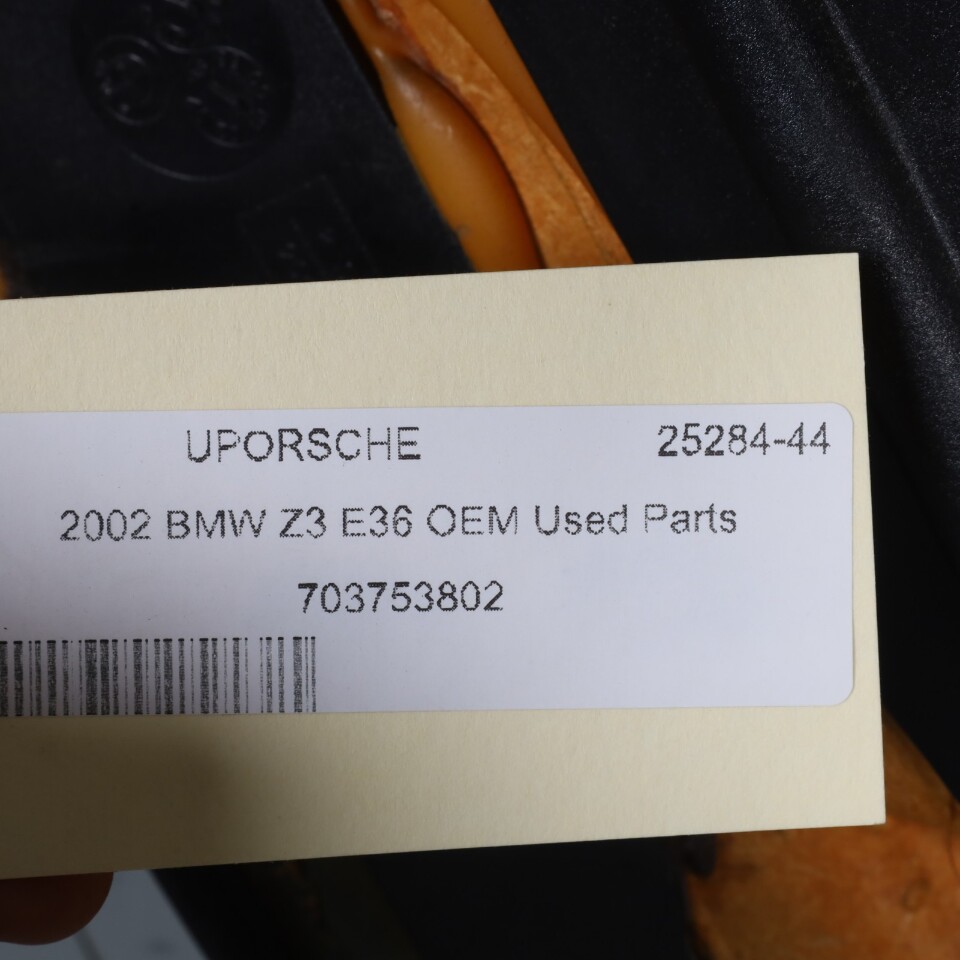 UPORSCHE 25284-44
2002 BMW Z3 E36 OEM Used Parts
703753802